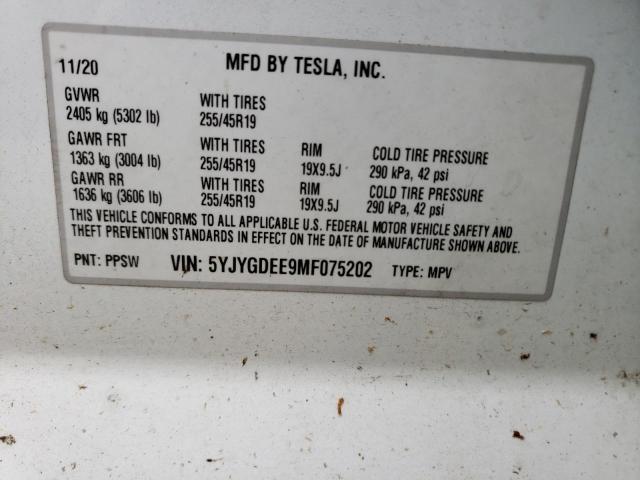 11/20 MFD BY TESLA, INC.
GVWR WITH TIRES
2405 kg (5302 lb) 255/45R19
GAWR FRT WITH TIRES RIM COLD TIRE PRESSURE
1363 kg (3004 lb) 255/45R19 19X9.5J 290 kPa, 42 psi
GAWR RR WITH TIRES RIM COLD TIRE PRESSURE
1636 kg (3606 lb) 255/45R19 19X9.5J 290 kPa, 42 psi
THIS VEHICLE CONFORMS TO ALL APPLICABLE U.S. FEDERAL MOTOR VEHICLE SAFETY AND
THEFT PREVENTION STANDARDS IN EFFECT ON THE DATE OF MANUFACTURE SHOWN ABOVE.
PNT: PPSW VIN: 5YJYGDEE9MF075202 TYPE: MPV